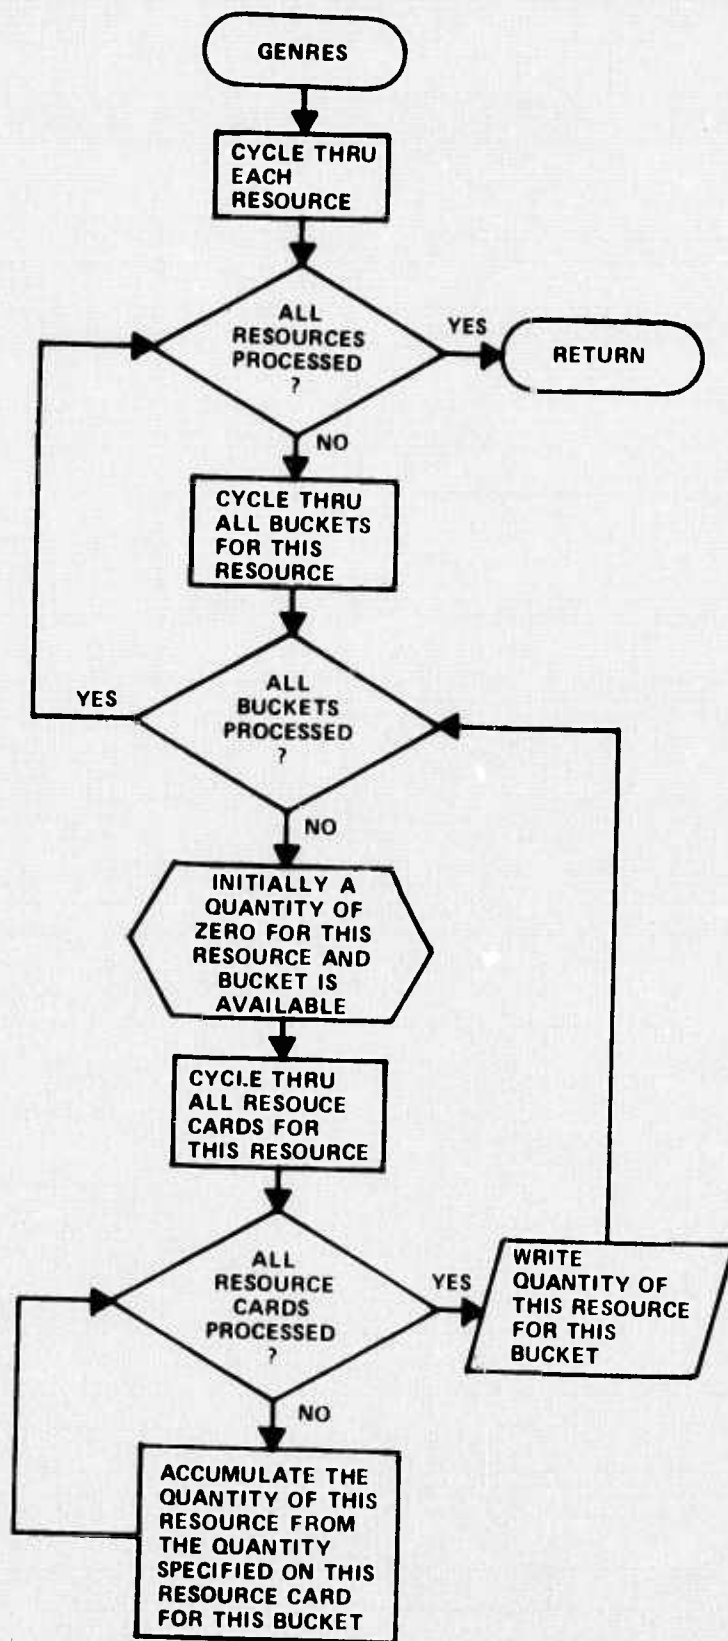 GENRES
CYCLE THRU
EACH
RESOURCE
ALL
RESOURCES
PROCESSED
?
YES
RETURN
NO
CYCLE THRU
ALL BUCKETS
FOR THIS
RESOURCE
ALL
BUCKETS
PROCESSED
?
YES
NO
INITIALLY A
QUANTITY OF
ZERO FOR THIS
RESOURCE AND
BUCKET IS
AVAILABLE
CYCLE THRU
ALL RESOUCE
CARDS FOR
THIS RESOURCE
ALL
RESOURCE
CARDS
PROCESSED
?
YES
WRITE
QUANTITY OF
THIS RESOURCE
FOR THIS
BUCKET
NO
ACCUMULATE THE
QUANTITY OF THIS
RESOURCE FROM
THE QUANTITY
SPECIFIED ON THIS
RESOURCE CARD
FOR THIS BUCKET